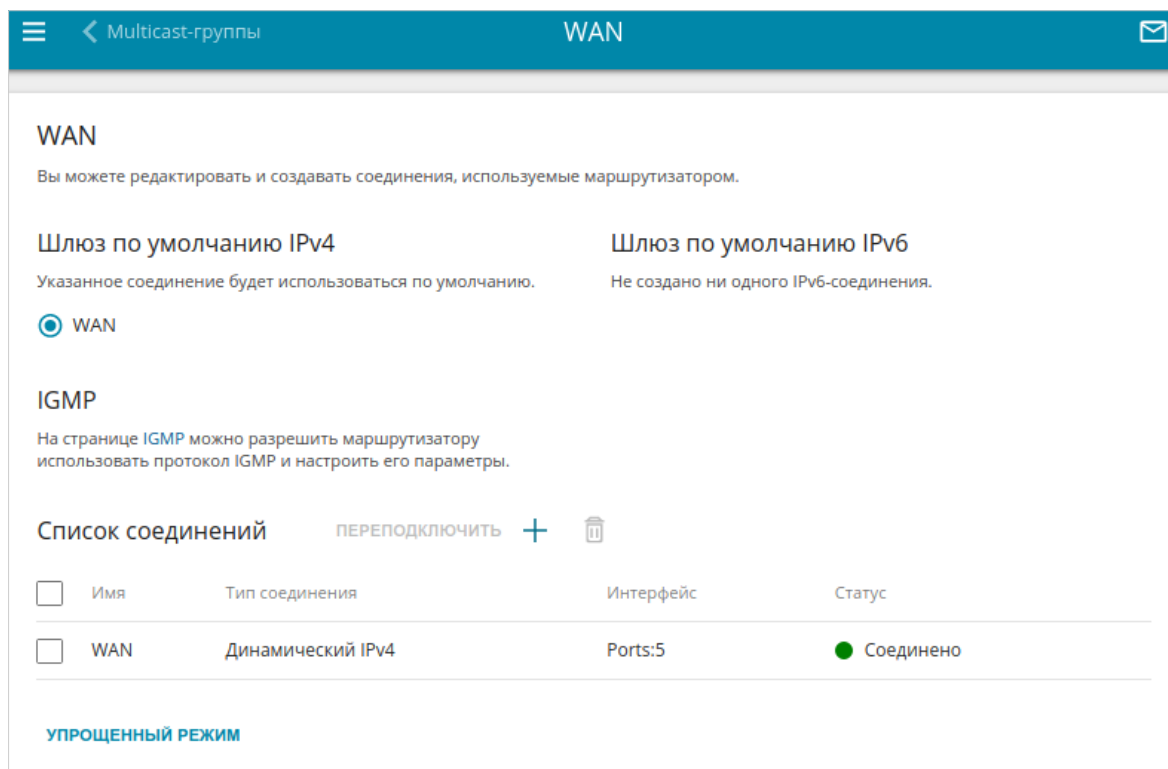 Multicast-группы
WAN
WAN
Вы можете редактировать и создавать соединения, используемые маршрутизатором.
Шлюз по умолчанию IPv4
Указанное соединение будет использоваться по умолчанию.
WAN
Шлюз по умолчанию IPv6
Не создано ни одного IPv6-соединения.
IGMP
На странице IGMP можно разрешить маршрутизатору
использовать протокол IGMP и настроить его параметры.
Список соединений ПЕРЕПОДКЛЮЧИТЬ
Имя Тип соединения Интерфейс Статус
WAN Динамический IPv4 Ports:5 Соединено
УПРОЩЕННЫЙ РЕЖИМ